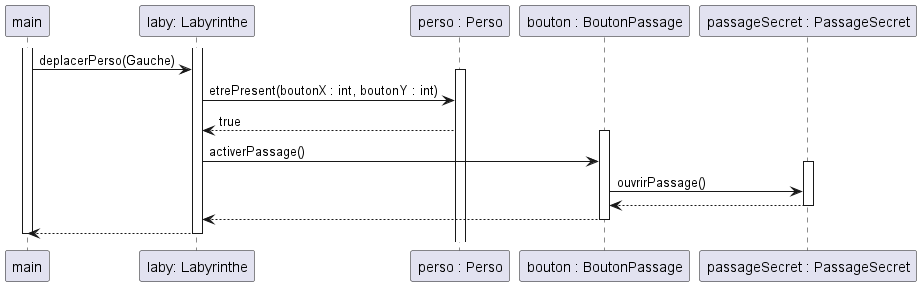 main
laby: Labyrinthe
perso : Perso
bouton : BoutonPassage
passageSecret : PassageSecret
deplacerPerso(Gauche)
etrePresent(boutonX : int, boutonY : int)
true
activerPassage()
ouvrirPassage()
main
laby: Labyrinthe
perso : Perso
bouton : BoutonPassage
passageSecret : PassageSecret